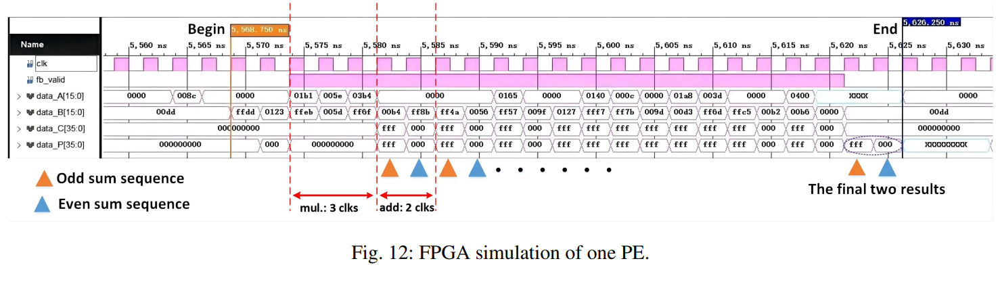 Begin 5,568.750 ns End 5,626.250 ns
Name 5,560 ns 5,565 ns 5,570 ns 5,575 ns 5,580 ns 5,585 ns 5,590 ns 5,595 ns 5,600 ns 5,605 ns 5,610 ns 5,615 ns 5,620 ns 5,625 ns 5,630 ns
clk
fb_valid
> data_A[15:0] 0000 008c 0000 01b1 005e 03b4 0000 0165 0000 0140 000c 0000 01a8 003d 0000 0400 XXXX 0000
> data_B[15:0] 00dd ffdd 0123 ffeb 005d ff6f 00b4 ff8b ff4a 0056 ff57 009f 0127 fff7 ff7b 009d 00d3 ff6d ffc5 00b2 00b6 0000 00dd
> data_C[35:0] 000000000 fff 000 fff 000 fff 000 fff fff fff 000 000 fff fff 000 fff 000 000000000
> data_P[35:0] 000000000 000 000000000 fff 000 fff 000 fff 000 fff fff fff 000 000 fff fff 000 fff 000 fff 000 XXXXXXXXX
Odd sum sequence
Even sum sequence
mul.: 3 clks add: 2 clks
The final two results
Fig. 12: FPGA simulation of one PE.